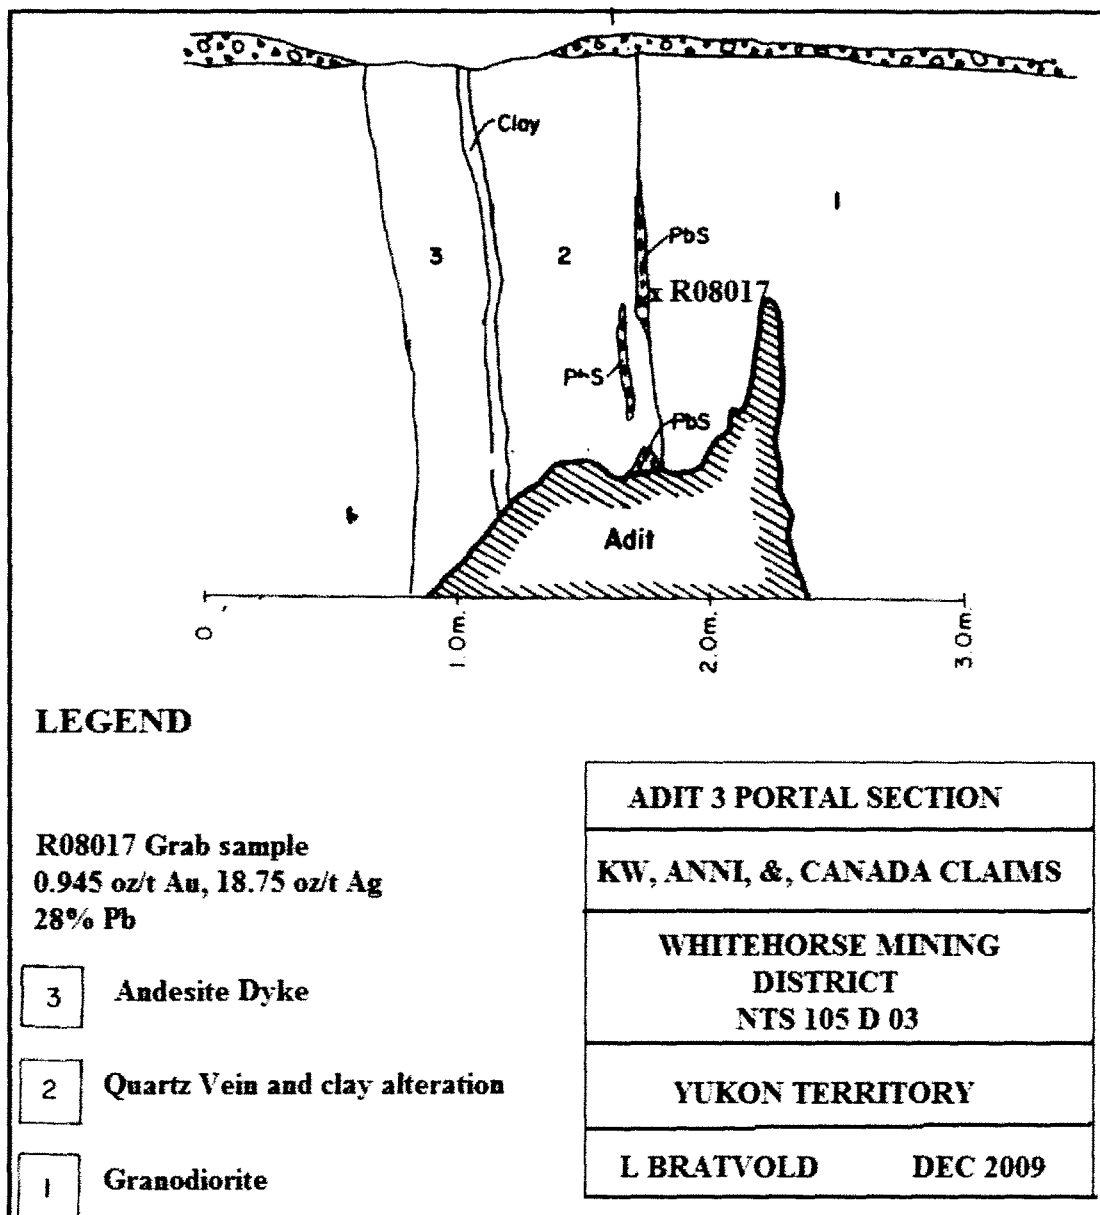 Clay
1
3
2
PbS
x R08017
PbS
PbS
Adit
0
1.0m.
2.0m.
3.0m.
LEGEND
R08017 Grab sample
0.945 oz/t Au, 18.75 oz/t Ag
28% Pb
3 Andesite Dyke
2 Quartz Vein and clay alteration
1 Granodiorite
ADIT 3 PORTAL SECTION
KW, ANNI, &, CANADA CLAIMS
WHITEHORSE MINING
DISTRICT
NTS 105 D 03
YUKON TERRITORY
L BRATVOLD DEC 2009